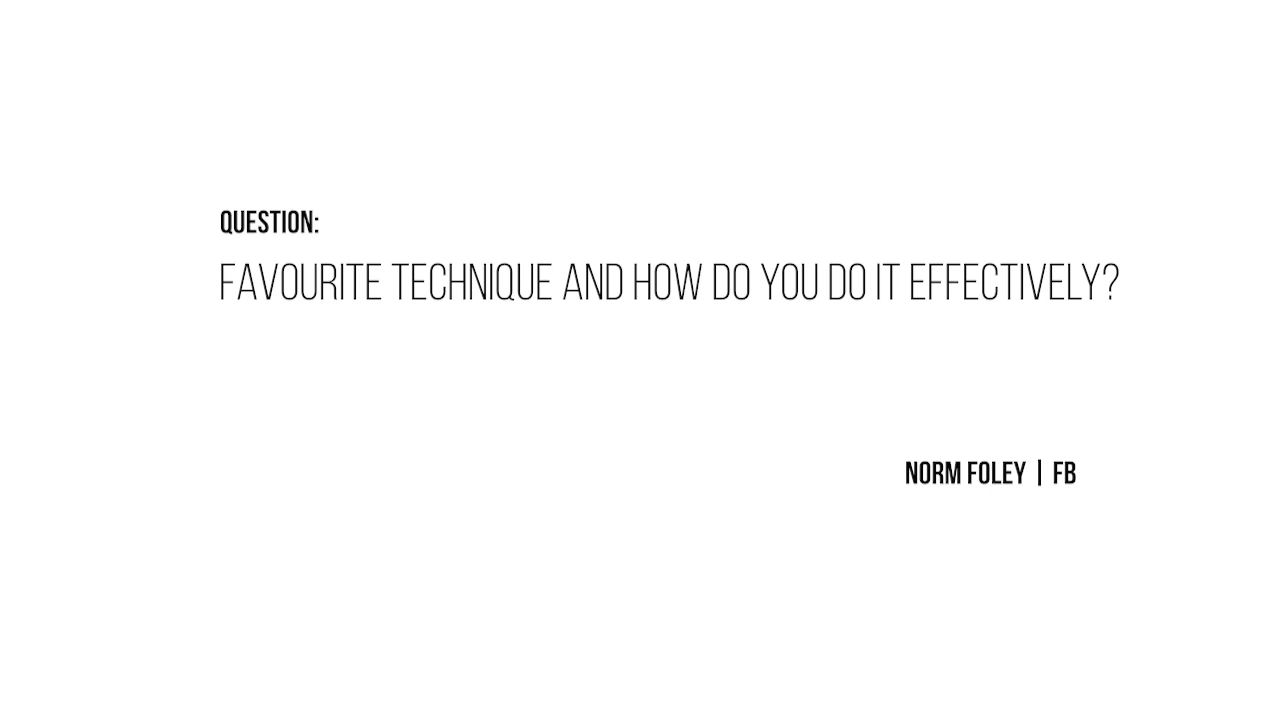 QUESTION:
FAVOURITE TECHNIQUE AND HOW DO YOU DO IT EFFECTIVELY?
NORM FOLEY | FB